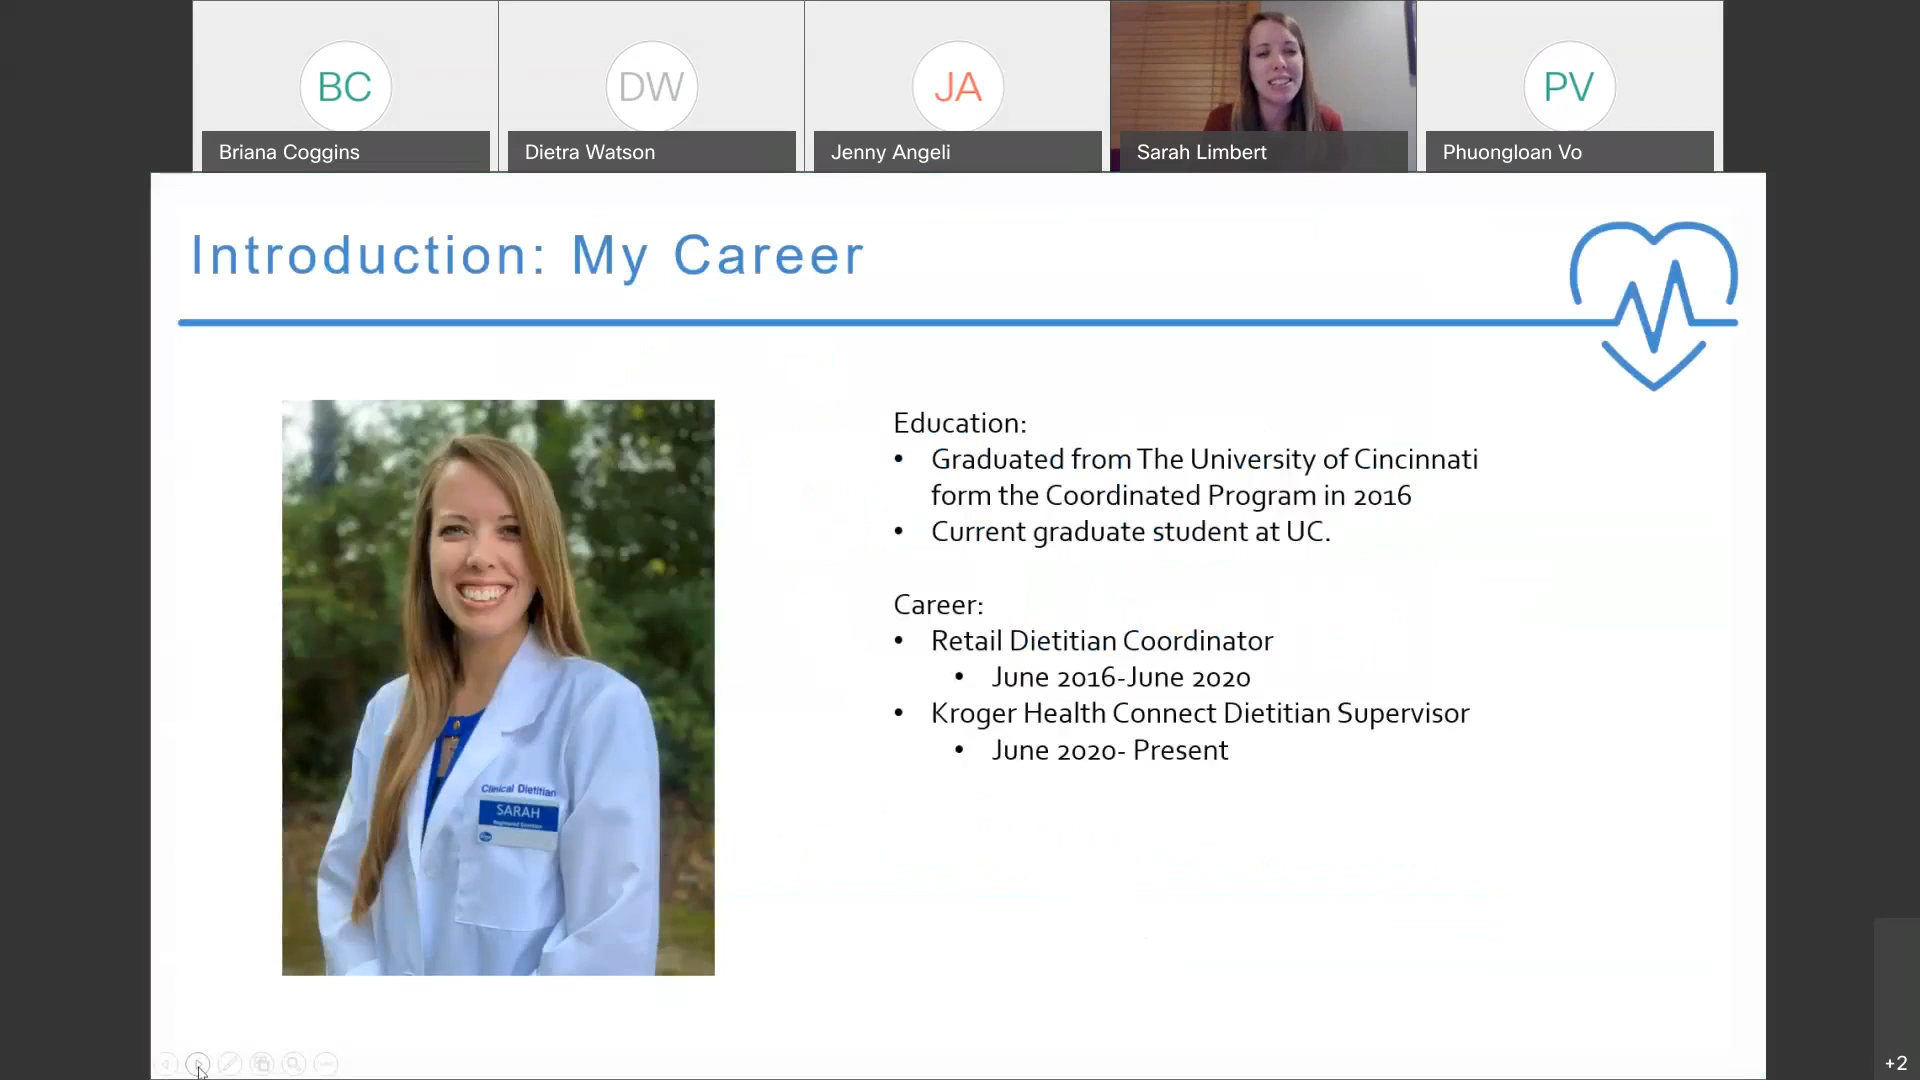 BC
DW
JA
PV
Briana Coggins
Dietra Watson
Jenny Angeli
Sarah Limbert
Phuongloan Vo
Introduction: My Career
Education:
• Graduated from The University of Cincinnati
form the Coordinated Program in 2016
• Current graduate student at UC.
Career:
• Retail Dietitian Coordinator
• June 2016-June 2020
• Kroger Health Connect Dietitian Supervisor
• June 2020- Present
Clinical Dietitian
SARAH
Registered Dietitian
+2